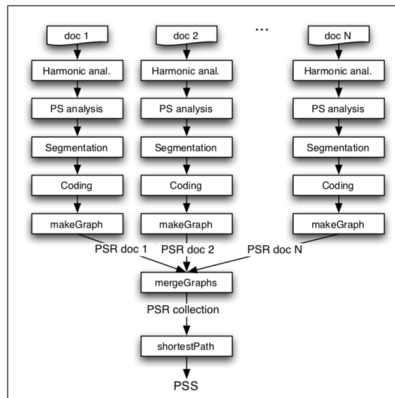 doc 1 doc 2 ... doc N
Harmonic anal. Harmonic anal. Harmonic anal.
PS analysis PS analysis PS analysis
Segmentation Segmentation Segmentation
Coding Coding Coding
makeGraph makeGraph makeGraph
PSR doc 1 PSR doc 2 PSR doc N
mergeGraphs
PSR collection
shortestPath
PSS